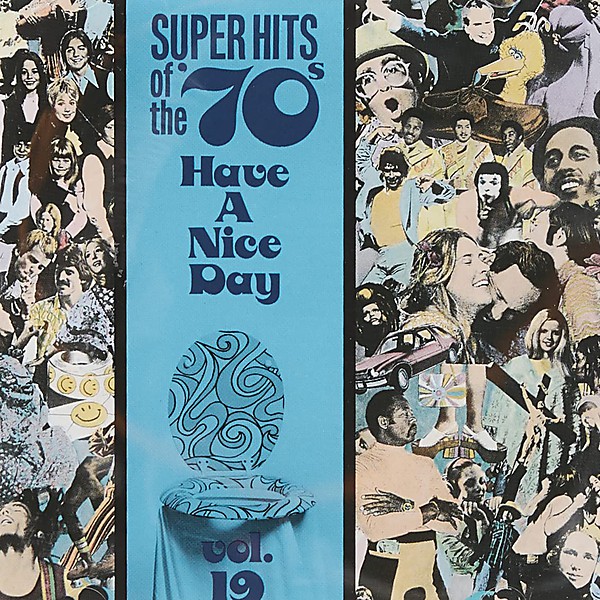 SUPER HITS
of the '70s
Have
A
Nice
Day
vol.
19